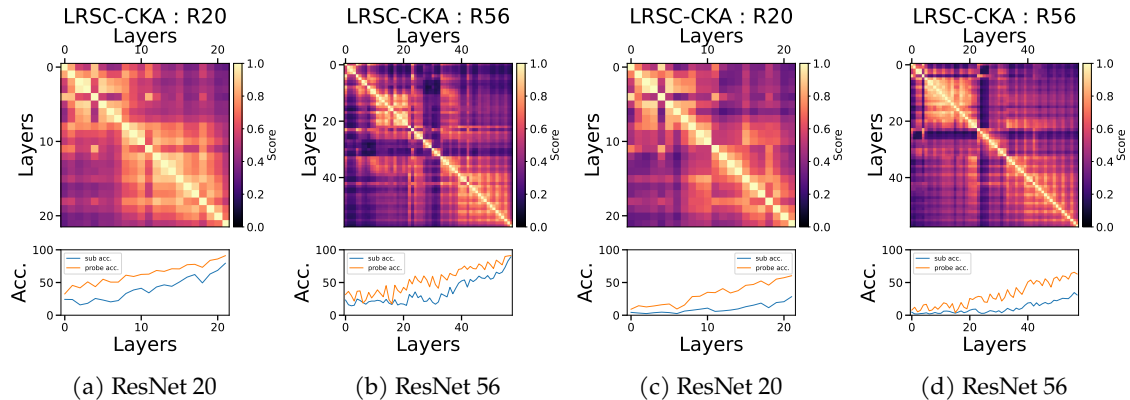 LRSC-CKA : R20
Layers
0 10 20
0
10
20
Layers
1.0
0.8
0.6
0.4
0.2
0.0
Score
100
50
0
Acc.
sub acc.
probe acc.
0 10 20
Layers
(a) ResNet 20
LRSC-CKA : R56
Layers
0 20 40
0
20
40
Layers
1.0
0.8
0.6
0.4
0.2
0.0
Score
100
50
0
Acc.
sub acc.
probe acc.
0 20 40
Layers
(b) ResNet 56
LRSC-CKA : R20
Layers
0 10 20
0
10
20
Layers
1.0
0.8
0.6
0.4
0.2
0.0
Score
100
50
0
Acc.
sub acc.
probe acc.
0 10 20
Layers
(c) ResNet 20
LRSC-CKA : R56
Layers
0 20 40
0
20
40
Layers
1.0
0.8
0.6
0.4
0.2
0.0
Score
100
50
0
Acc.
sub acc.
probe acc.
0 20 40
Layers
(d) ResNet 56